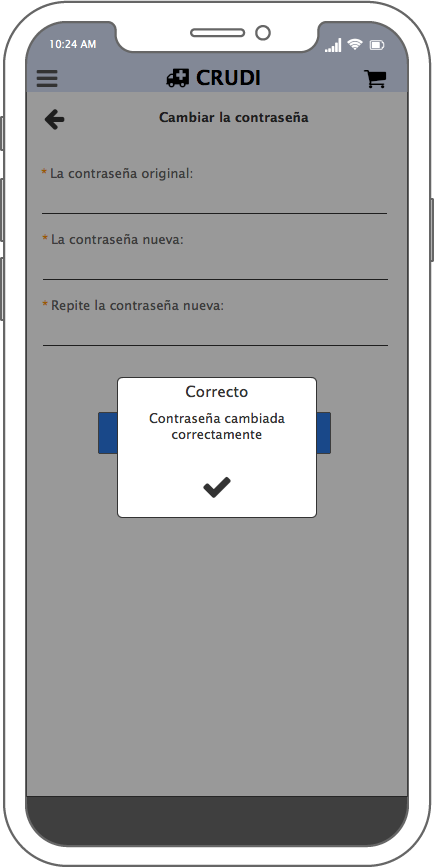 10:24 AM
CRUDI
Cambiar la contraseña
* La contraseña original:
* La contraseña nueva:
* Repite la contraseña nueva:
Correcto
Contraseña cambiada
correctamente